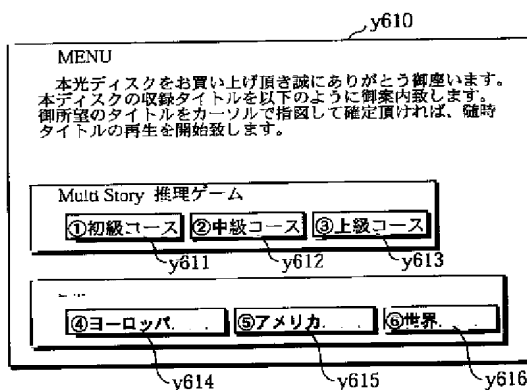 y610
MENU
本光ディスクをお買い上げ頂き誠にありがとう御座います。
本ディスクの収録タイトルを以下のように御案内致します。
御所望のタイトルをカーソルで指図して確定頂ければ、随時
タイトルの再生を開始致します。
Multi Story 推理ゲーム
①初級コース ②中級コース ③上級コース
y611 y612 y613
④ヨーロッパ. . . ⑤アメリカ. . . ⑥世界. . .
y614 y615 y616